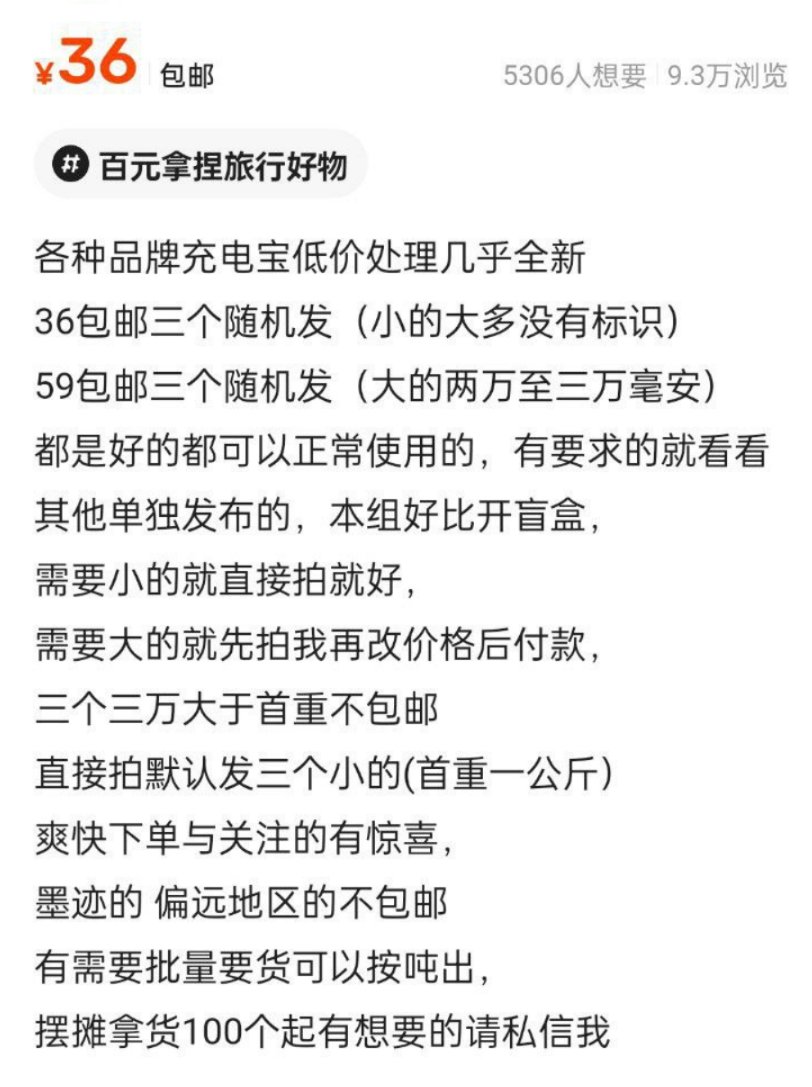 ¥36 包邮 5306人想要 9.3万浏览
# 百元拿捏旅行好物
各种品牌充电宝低价处理几乎全新
36包邮三个随机发（小的大多没有标识）
59包邮三个随机发（大的两万至三万毫安）
都是好的都可以正常使用的，有要求的就看看
其他单独发布的，本组好比开盲盒，
需要小的就直接拍就好，
需要大的就先拍我再改价格后付款，
三个三万大于首重不包邮
直接拍默认发三个小的(首重一公斤）
爽快下单与关注的有惊喜，
墨迹的 偏远地区的不包邮
有需要批量要货可以按吨出，
摆摊拿货100个起有想要的请私信我